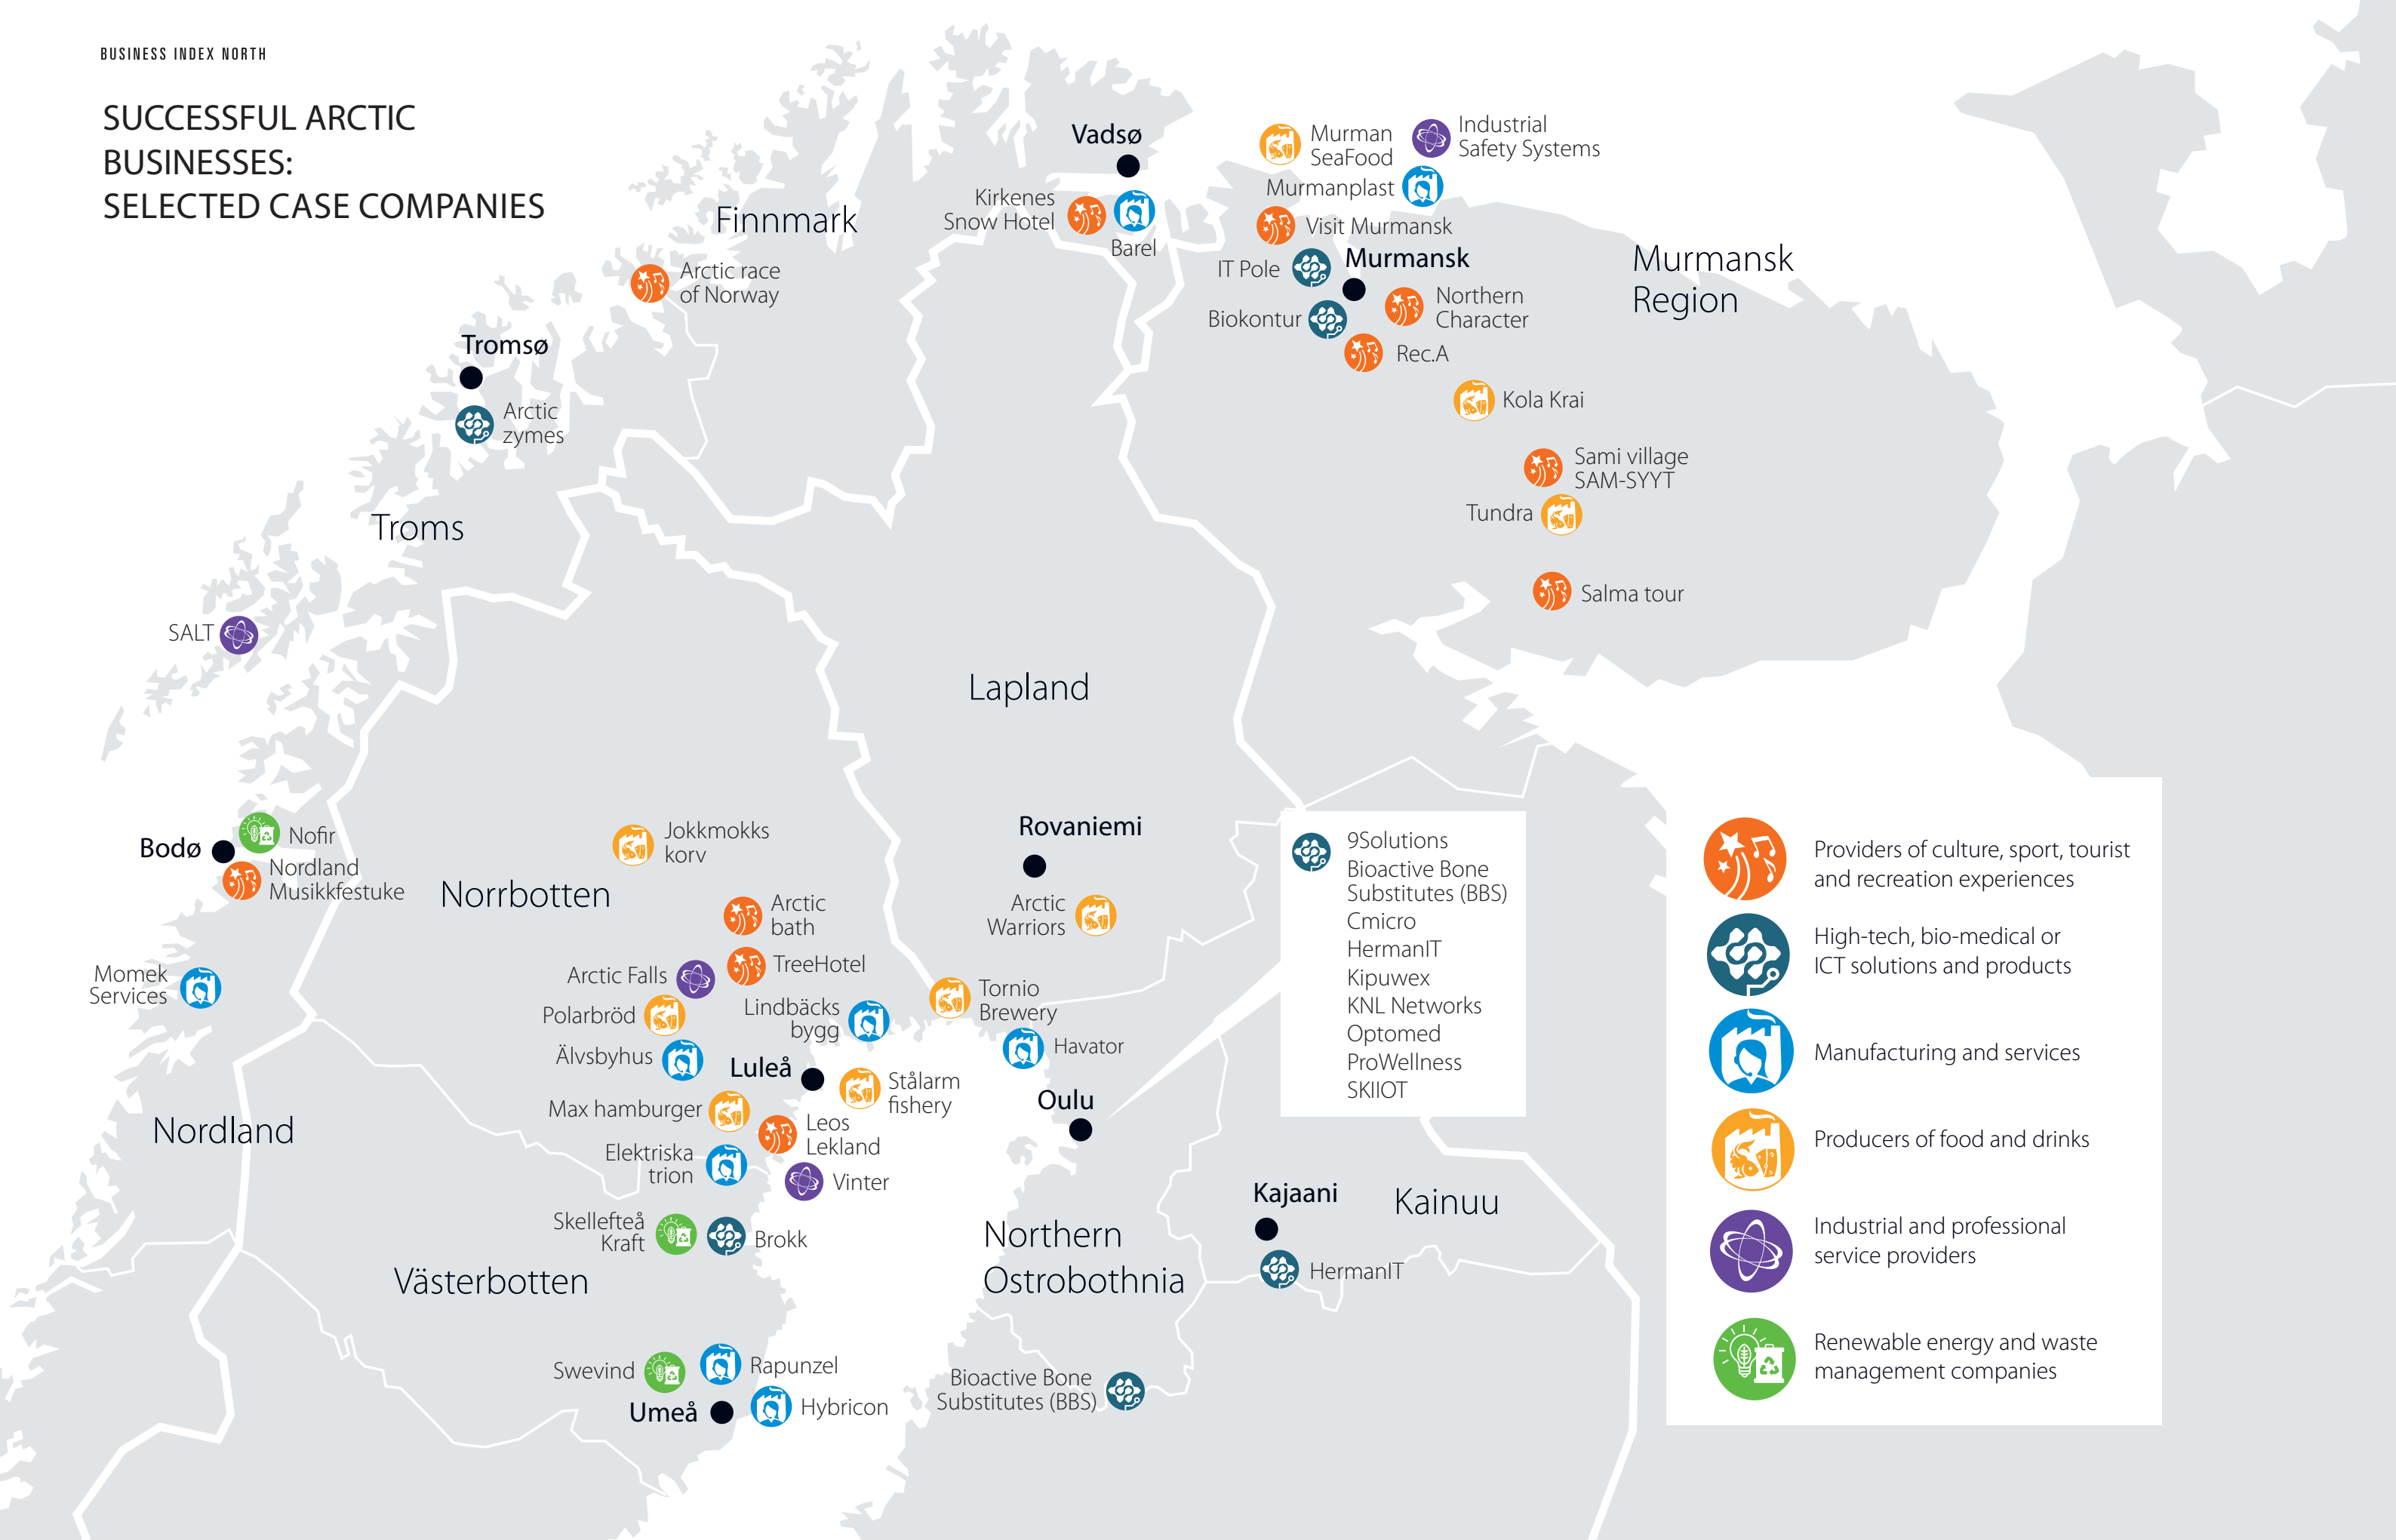 BUSINESS INDEX NORTH
SUCCESSFUL ARCTIC
BUSINESSES:
SELECTED CASE COMPANIES
Vadsø
Kirkenes
Snow Hotel
Barel
Finnmark
Arctic race
of Norway
Tromsø
Arctic
zymes
Troms
SALT
Murman
SeaFood
Industrial
Safety Systems
Murmanplast
Visit Murmansk
IT Pole
Murmansk
Biokontur
Northern
Character
Rec.A
Murmansk
Region
Kola Krai
Sami village
SAM-SYYT
Tundra
Salma tour
Lapland
Bodø
Nofir
Nordland
Musikkfestuke
Momek
Services
Nordland
Jokkmokks
korv
Norrbotten
Arctic
bath
Arctic Falls
TreeHotel
Polarbröd
Lindbäcks
bygg
Älvsbyhus
Luleå
Stålarm
fishery
Max hamburger
Leos
Lekland
Elektriska
trion
Vinter
Skellefteå
Kraft
Brokk
Västerbotten
Swevind
Rapunzel
Umeå
Hybricon
Rovaniemi
Arctic
Warriors
Tornio
Brewery
Havator
Oulu
Northern
Ostrobothnia
Bioactive Bone
Substitutes (BBS)
Kajaani
Kainuu
HermanIT
9Solutions
Bioactive Bone
Substitutes (BBS)
Cmicro
HermanIT
Kipuwex
KNL Networks
Optomed
ProWellness
SKIIOT
Providers of culture, sport, tourist
and recreation experiences
High-tech, bio-medical or
ICT solutions and products
Manufacturing and services
Producers of food and drinks
Industrial and professional
service providers
Renewable energy and waste
management companies